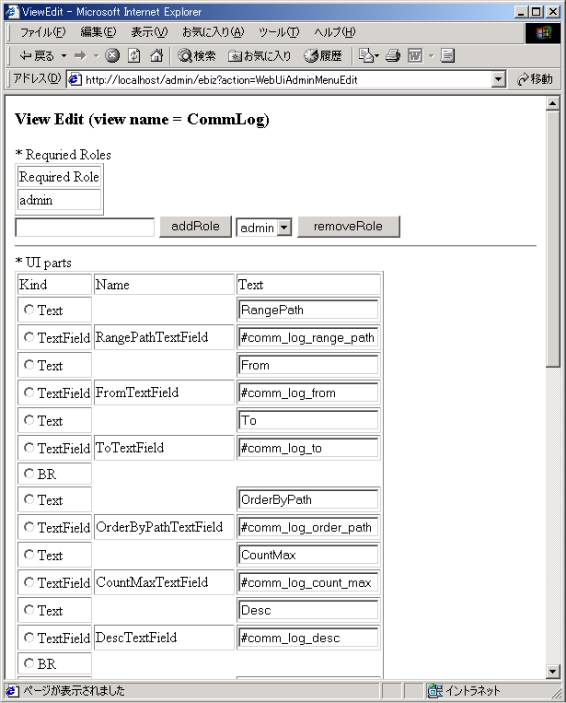 ViewEdit - Microsoft Internet Explorer
ファイル(F) 編集(E) 表示(V) お気に入り(A) ツール(T) ヘルプ(H)
戻る 検索 お気に入り 履歴
アドレス(D) http://localhost/admin/ebiz?action=WebUiAdminMenuEdit 移動
View Edit (view name = CommLog)
* Requried Roles
Required Role
admin
addRole admin removeRole
* UI parts
Kind Name Text
Text RangePath
TextField RangePathTextField #comm_log_range_path
Text From
TextField FromTextField #comm_log_from
Text To
TextField ToTextField #comm_log_to
BR
Text OrderByPath
TextField OrderByPathTextField #comm_log_order_path
Text CountMax
TextField CountMaxTextField #comm_log_count_max
Text Desc
TextField DescTextField #comm_log_desc
BR
ページが表示されました イントラネット